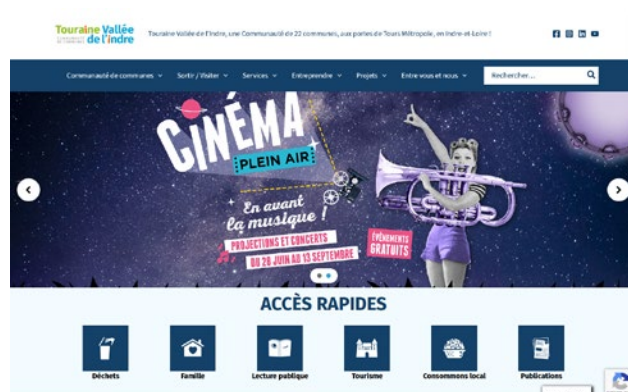 Touraine Vallée
de l'Indre
Touraine Vallée de l'Indre, une Communauté de 22 communes, aux portes de Tours Métropole, en Indre-et-Loire !
Communauté de communes
Sortir / Visiter
Services
Entreprendre
Projets
Entre vous et nous
Rechercher...
CINÉMA
PLEIN AIR
En avant
la musique !
PROJECTIONS ET CONCERTS
DU 26 JUIN AU 13 SEPTEMBRE
ÉVÉNEMENTS
GRATUITS
ACCÈS RAPIDES
Déchets
Famille
Lecture publique
Tourisme
Consommons local
Publications